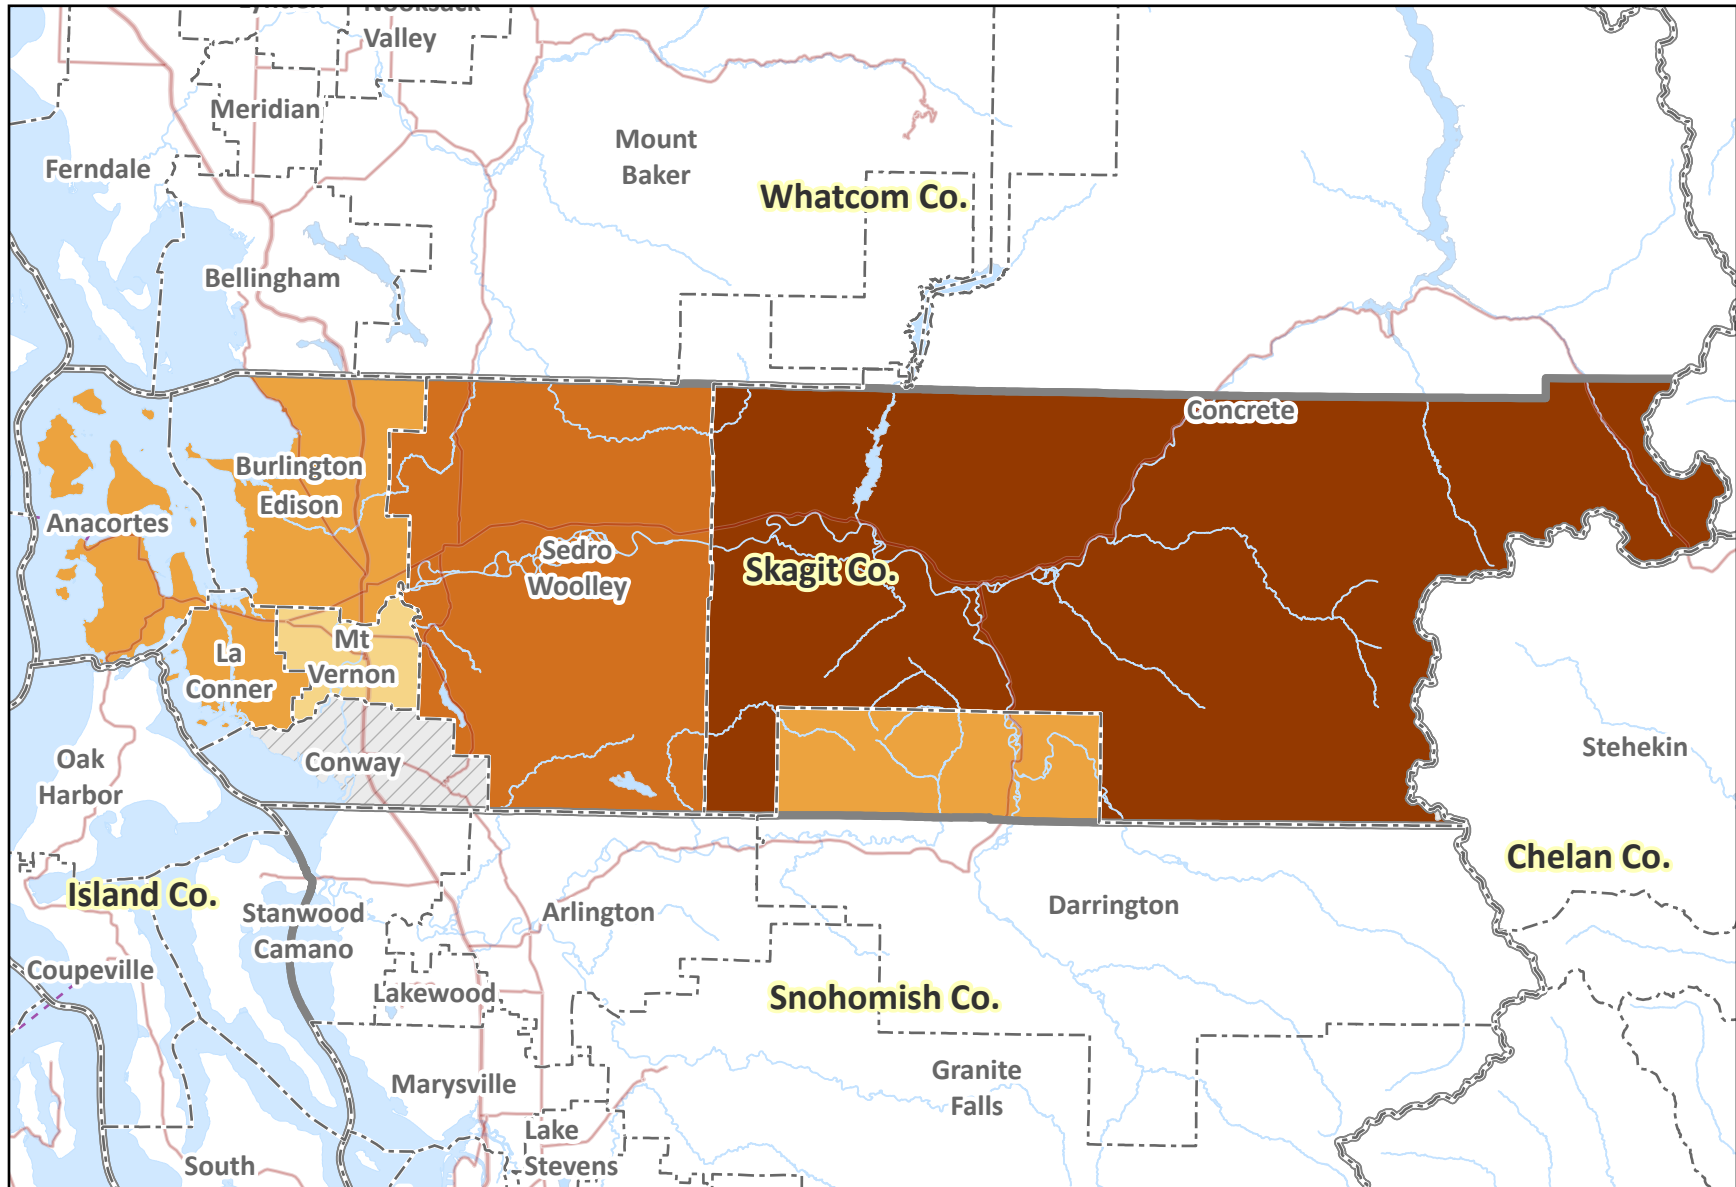 Lynden
Nooksack
Valley
Meridian
Ferndale
Mount
Baker
Whatcom Co.
Bellingham
Concrete
Burlington
Edison
Anacortes
Sedro
Woolley
Skagit Co.
Mt
Vernon
La
Conner
Conway
Oak
Harbor
Stehekin
Chelan Co.
Island Co.
Stanwood
Camano
Arlington
Darrington
Coupeville
Lakewood
Snohomish Co.
Marysville
Granite
Falls
Lake
Stevens
South